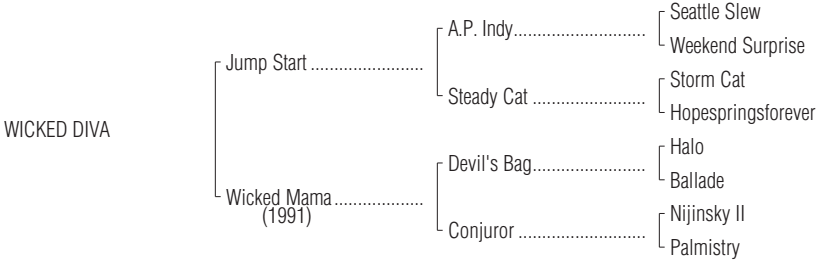 Seattle Slew
A.P. Indy..............................
Weekend Surprise
Jump Start ........................
Storm Cat
Steady Cat ........................
Hopespringsforever
WICKED DIVA
Halo
Devil's Bag........................
Ballade
Wicked Mama...................
(1991)
Nijinsky II
Conjuror ...........................
Palmistry